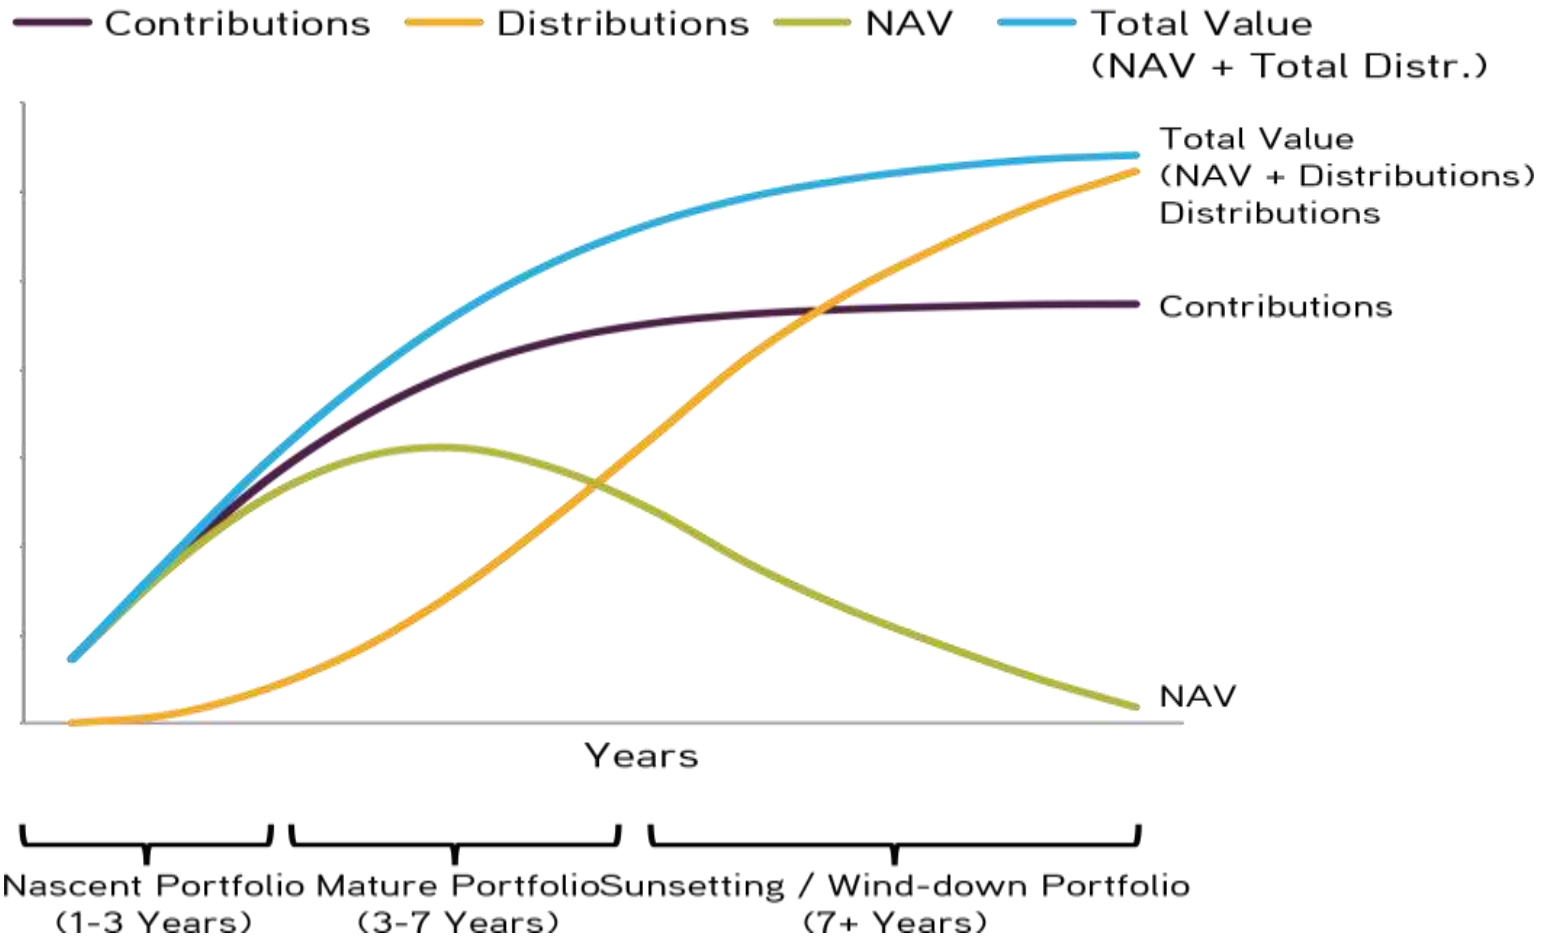 Contributions Distributions NAV Total Value
(NAV + Total Distr.)
Total Value
(NAV + Distributions)
Distributions
Contributions
NAV
Years
Nascent Portfolio Mature Portfolio Sunsetting / Wind-down Portfolio
(1-3 Years) (3-7 Years) (7+ Years)